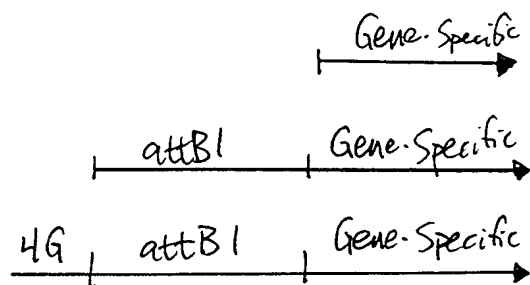 Gene-Specific
attB1 Gene-Specific
4G attB1 Gene-Specific